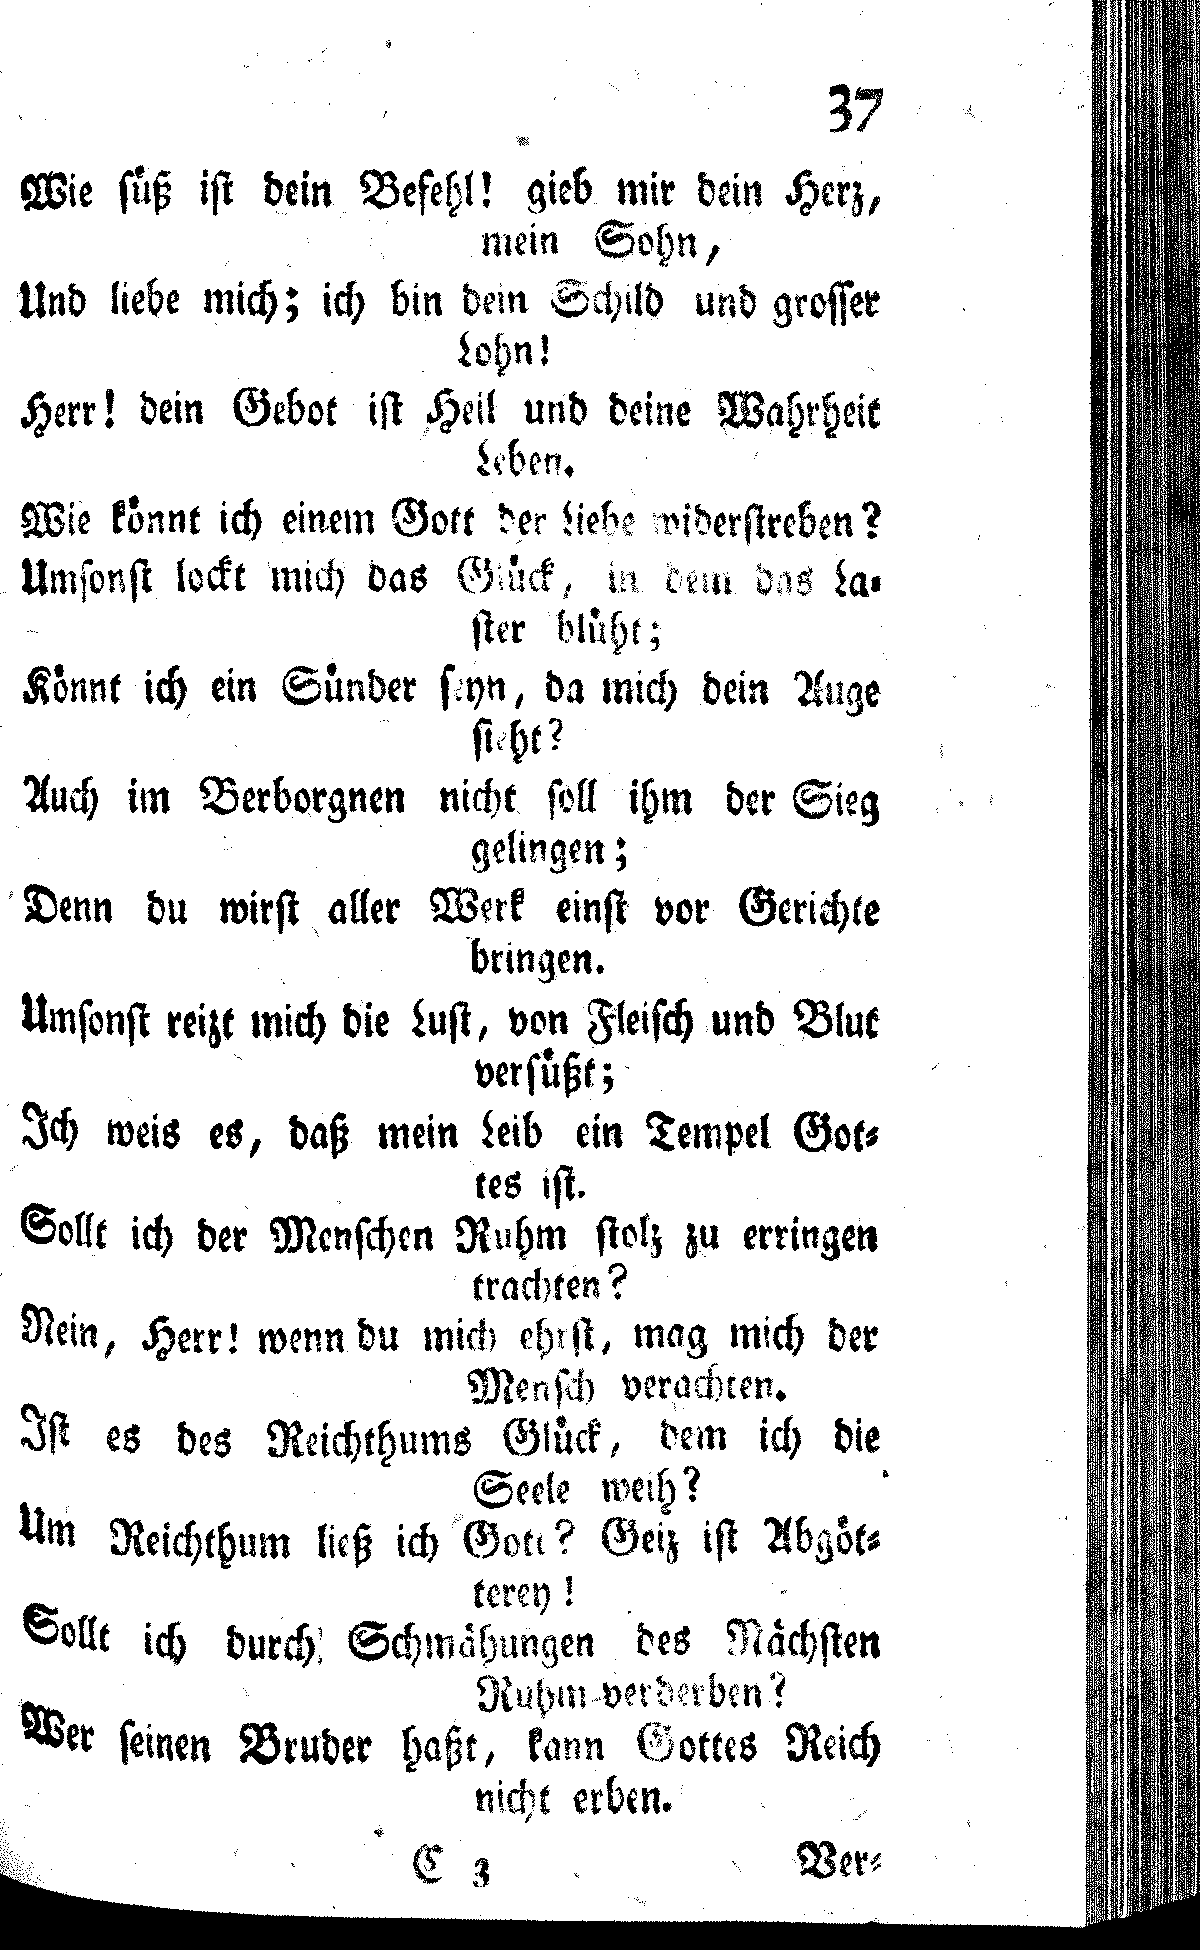 37
Wie süß ist dein Befehl! gieb mir dein Herz,
mein Sohn,
Und liebe mich; ich bin dein Schild und grosser
Lohn!
Herr! dein Gebot ist Heil und deine Wahrheit
Leben.
Wie könnt ich einem Gott der Liebe widerstreben?
Umsonst lockt mich das Glück, in dem das La-
ster blüht;
Könnt ich ein Sünder seyn, da mich dein Auge
sieht?
Auch im Verborgnen nicht soll ihm der Sieg
gelingen;
Denn du wirst aller Werk einst vor Gerichte
bringen.
Umsonst reizt mich die Lust, von Fleisch und Blut
versüßt;
Ich weis es, daß mein Leib ein Tempel Got-
tes ist.
Sollt ich der Menschen Ruhm stolz zu erringen
trachten?
Nein, Herr! wenn du mich ehrst, mag mich der
Mensch verachten.
Ist es des Reichthums Glück, dem ich die
Seele weih?
Um Reichthum ließ ich Gott? Geiz ist Abgöt-
terey!
Sollt ich durch Schmähungen des Nächsten
Ruhm verderben?
Wer seinen Bruder haßt, kann Gottes Reich
nicht erben.
C 3 Ver-